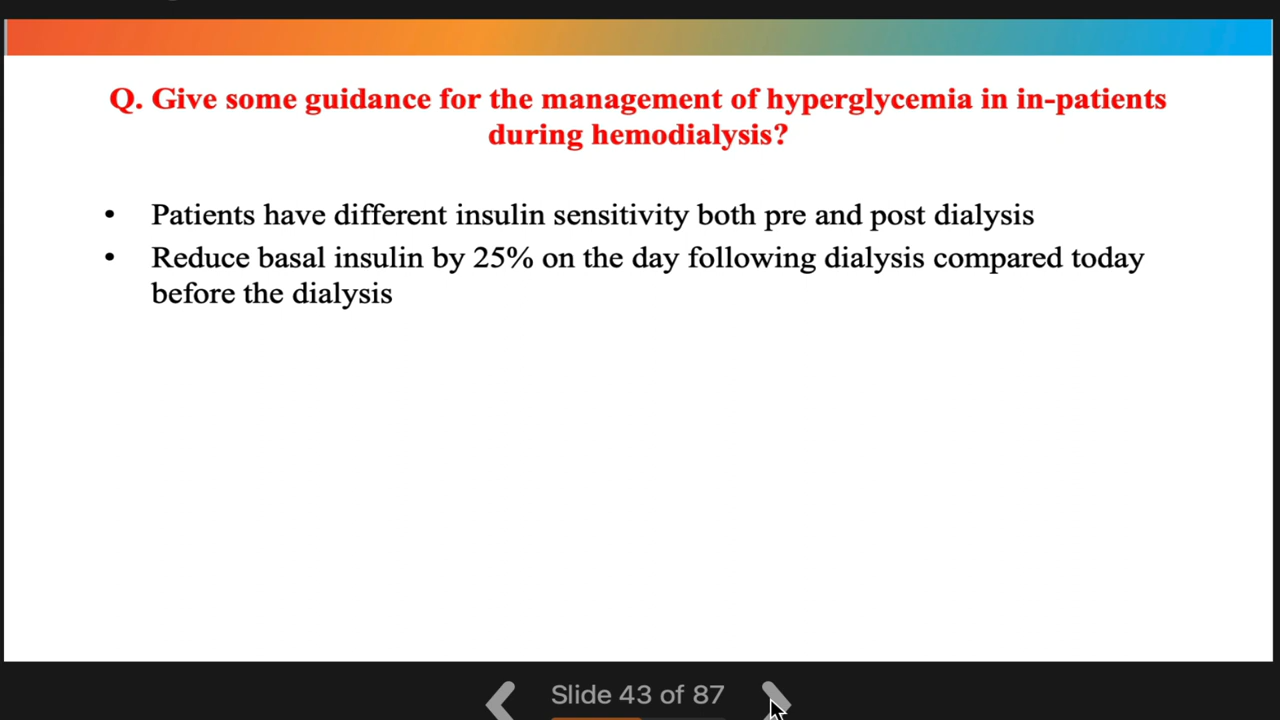 Q. Give some guidance for the management of hyperglycemia in in-patients
during hemodialysis?
• Patients have different insulin sensitivity both pre and post dialysis
• Reduce basal insulin by 25% on the day following dialysis compared today
before the dialysis
Slide 43 of 87